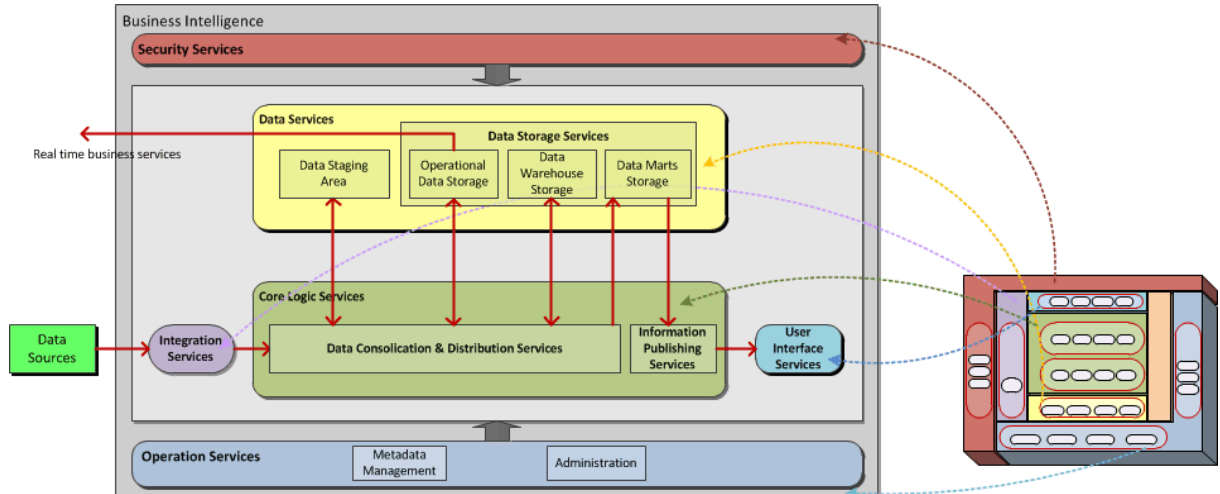 Business Intelligence
Security Services
Data Services
Data Storage Services
Real time business services
Data Staging
Area
Operational
Data Storage
Data
Warehouse
Storage
Data Marts
Storage
Core Logic Services
Data
Sources
Integration
Services
Data Consolication & Distribution Services
Information
Publishing
Services
User
Interface
Services
Operation Services
Metadata
Management
Administration